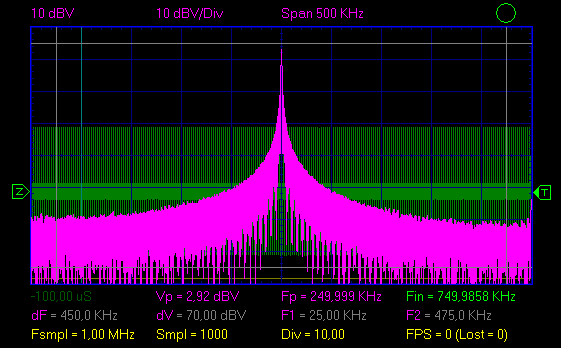 10 dBV 10 dBV/Div Span 500 KHz
Z T
-100,00 uS Vp = 2,92 dBV Fp = 249,999 KHz Fin = 749,9858 KHz
dF = 450,0 KHz dV = 70,00 dBV F1 = 25,00 KHz F2 = 475,0 KHz
Fsmpl = 1,00 MHz Smpl = 1000 Div = 10,00 FPS = 0 (Lost = 0)